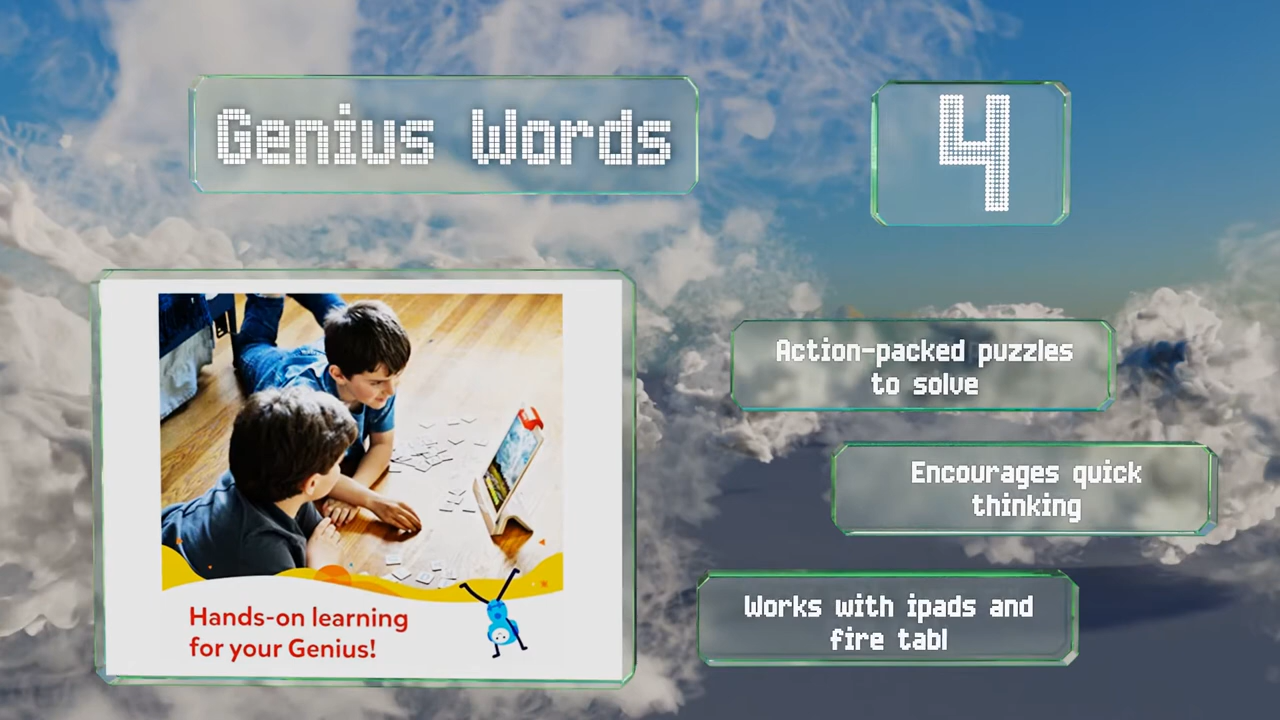 Genius Words
4
Action-packed puzzles
to solve
Encourages quick
thinking
Works with ipads and
fire tabl
Hands-on learning
for your Genius!